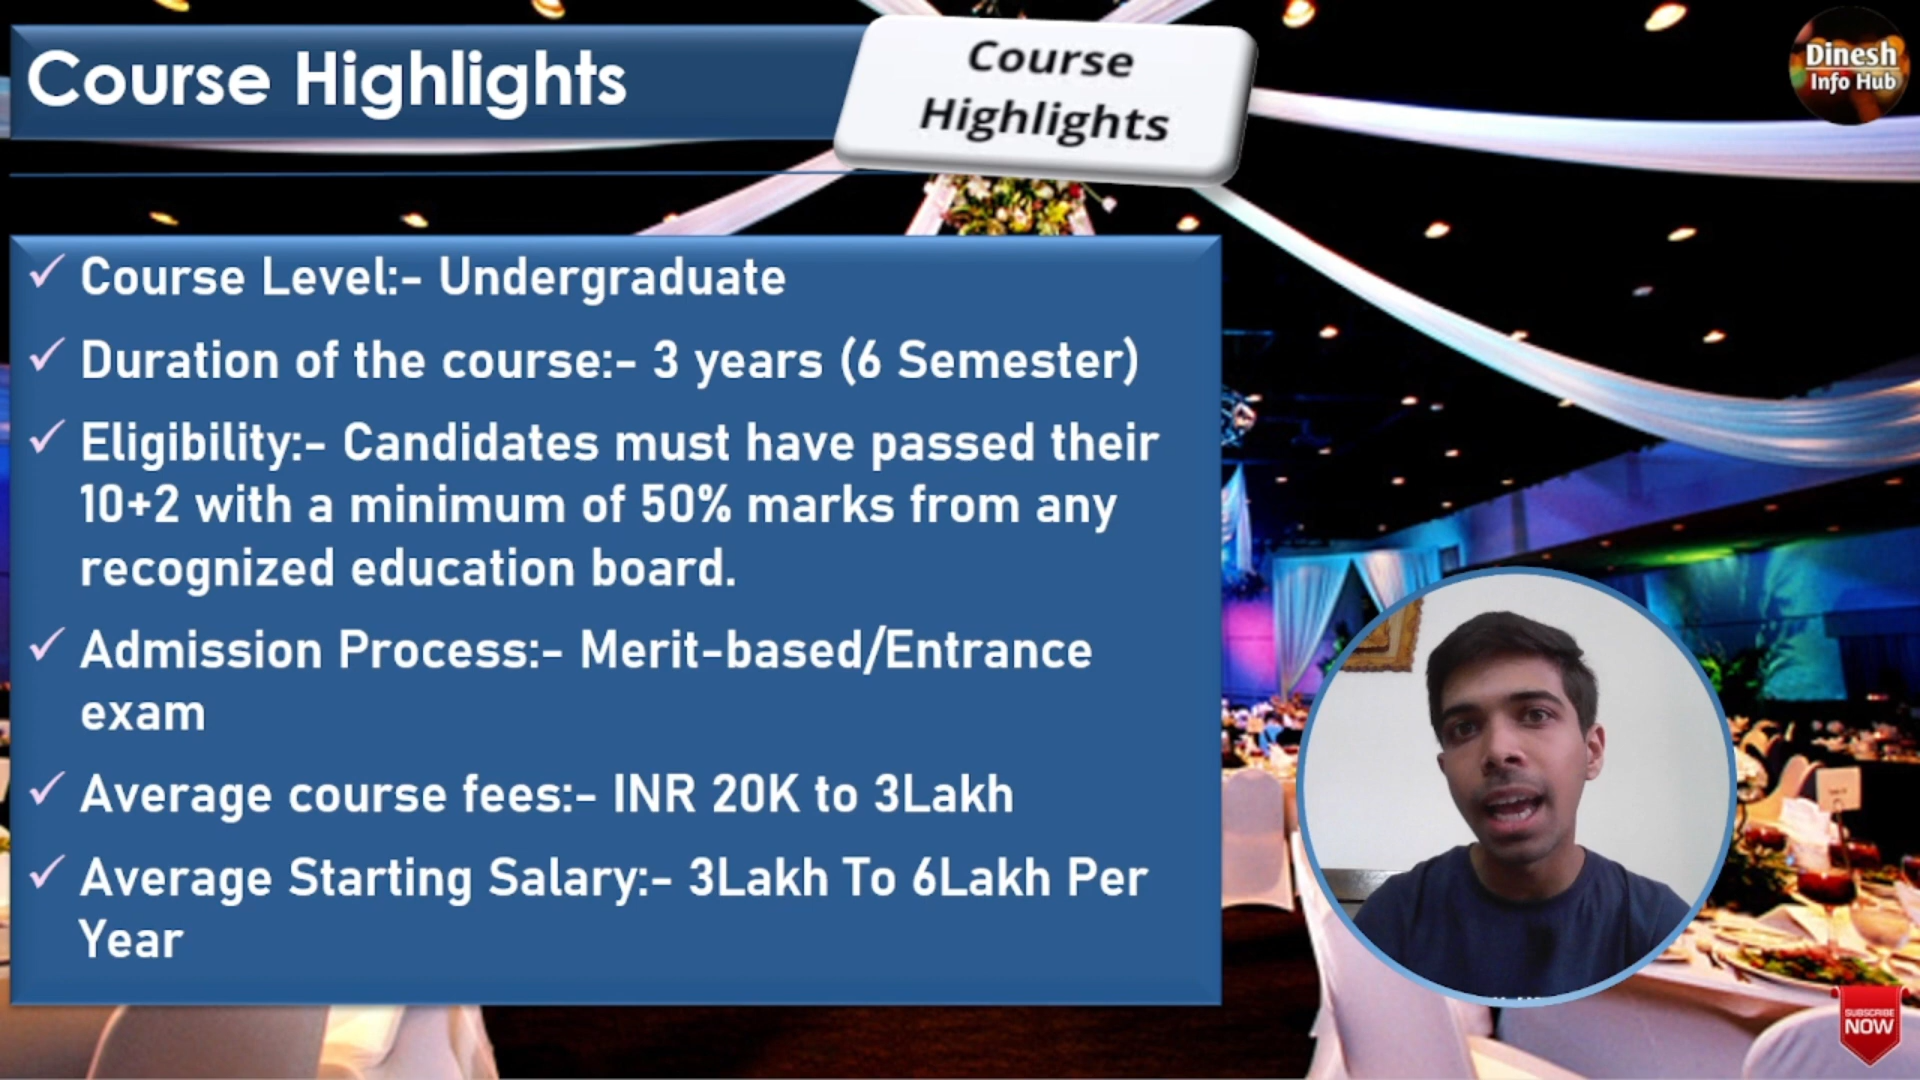 Course Highlights
Course
Highlights
Dinesh
Info Hub
Course Level:- Undergraduate
Duration of the course:- 3 years (6 Semester)
Eligibility:- Candidates must have passed their
10+2 with a minimum of 50% marks from any
recognized education board.
Admission Process:- Merit-based/Entrance
exam
Average course fees:- INR 20K to 3Lakh
Average Starting Salary:- 3Lakh To 6Lakh Per
Year
SUBSCRIBE
NOW